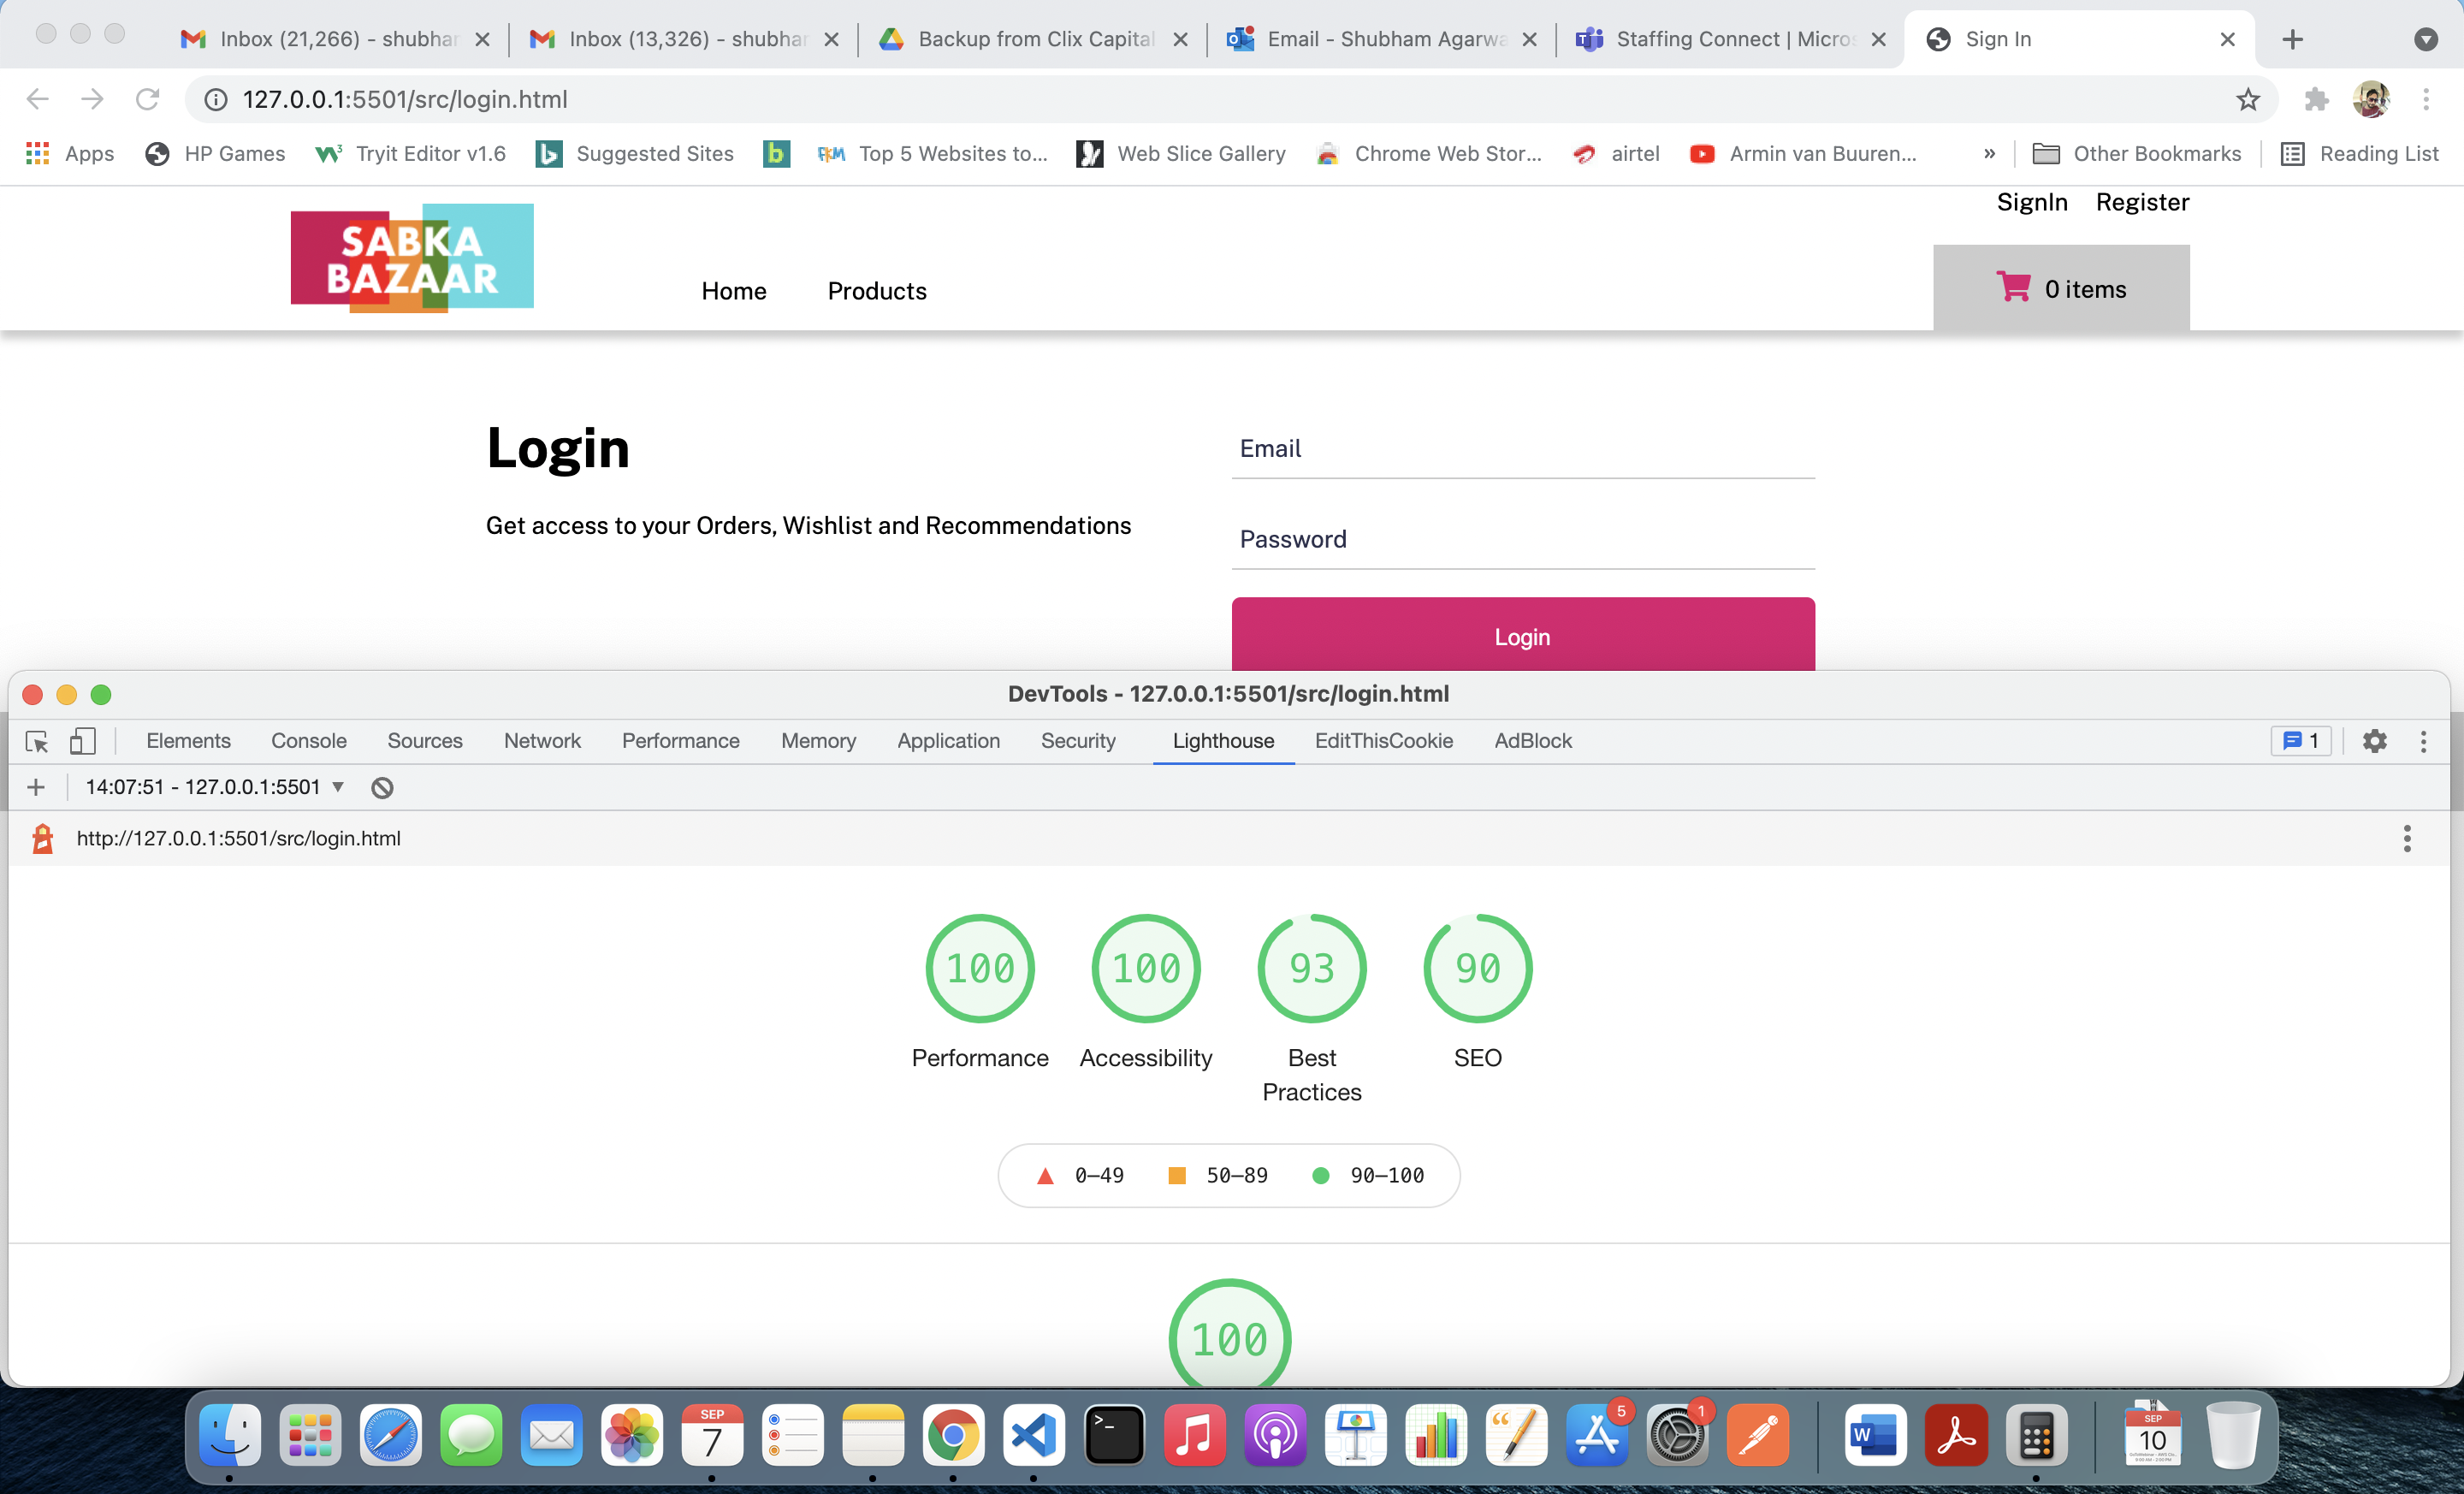 Inbox (21,266) - shubhar
Inbox (13,326) - shubhar
Backup from Clix Capital
Email - Shubham Agarwa
Staffing Connect | Micros
Sign In
127.0.0.1:5501/src/login.html
Apps
HP Games
Tryit Editor v1.6
Suggested Sites
Top 5 Websites to...
Web Slice Gallery
Chrome Web Stor...
airtel
Armin van Buuren...
»
Other Bookmarks
Reading List
SignIn Register
SABKA
BAZAAR
Home Products
0 items
Login
Get access to your Orders, Wishlist and Recommendations
Email
Password
Login
DevTools - 127.0.0.1:5501/src/login.html
Elements Console Sources Network Performance Memory Application Security Lighthouse EditThisCookie AdBlock 1
14:07:51 - 127.0.0.1:5501
http://127.0.0.1:5501/src/login.html
100 100 93 90
Performance Accessibility Best Practices SEO
0–49 50–89 90–100
100
SEP
7
5
1
W
SEP
10